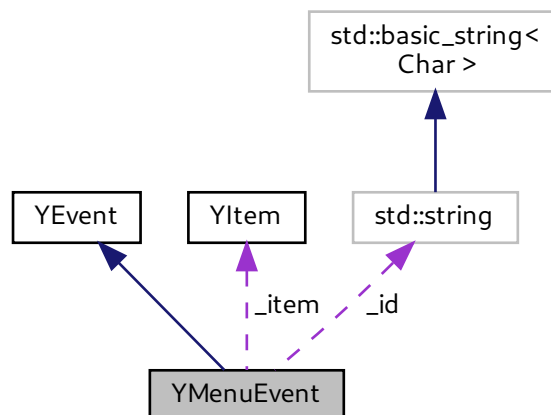 std::basic_string<
Char >
YEvent
YItem
std::string
_item
_id
YMenuEvent